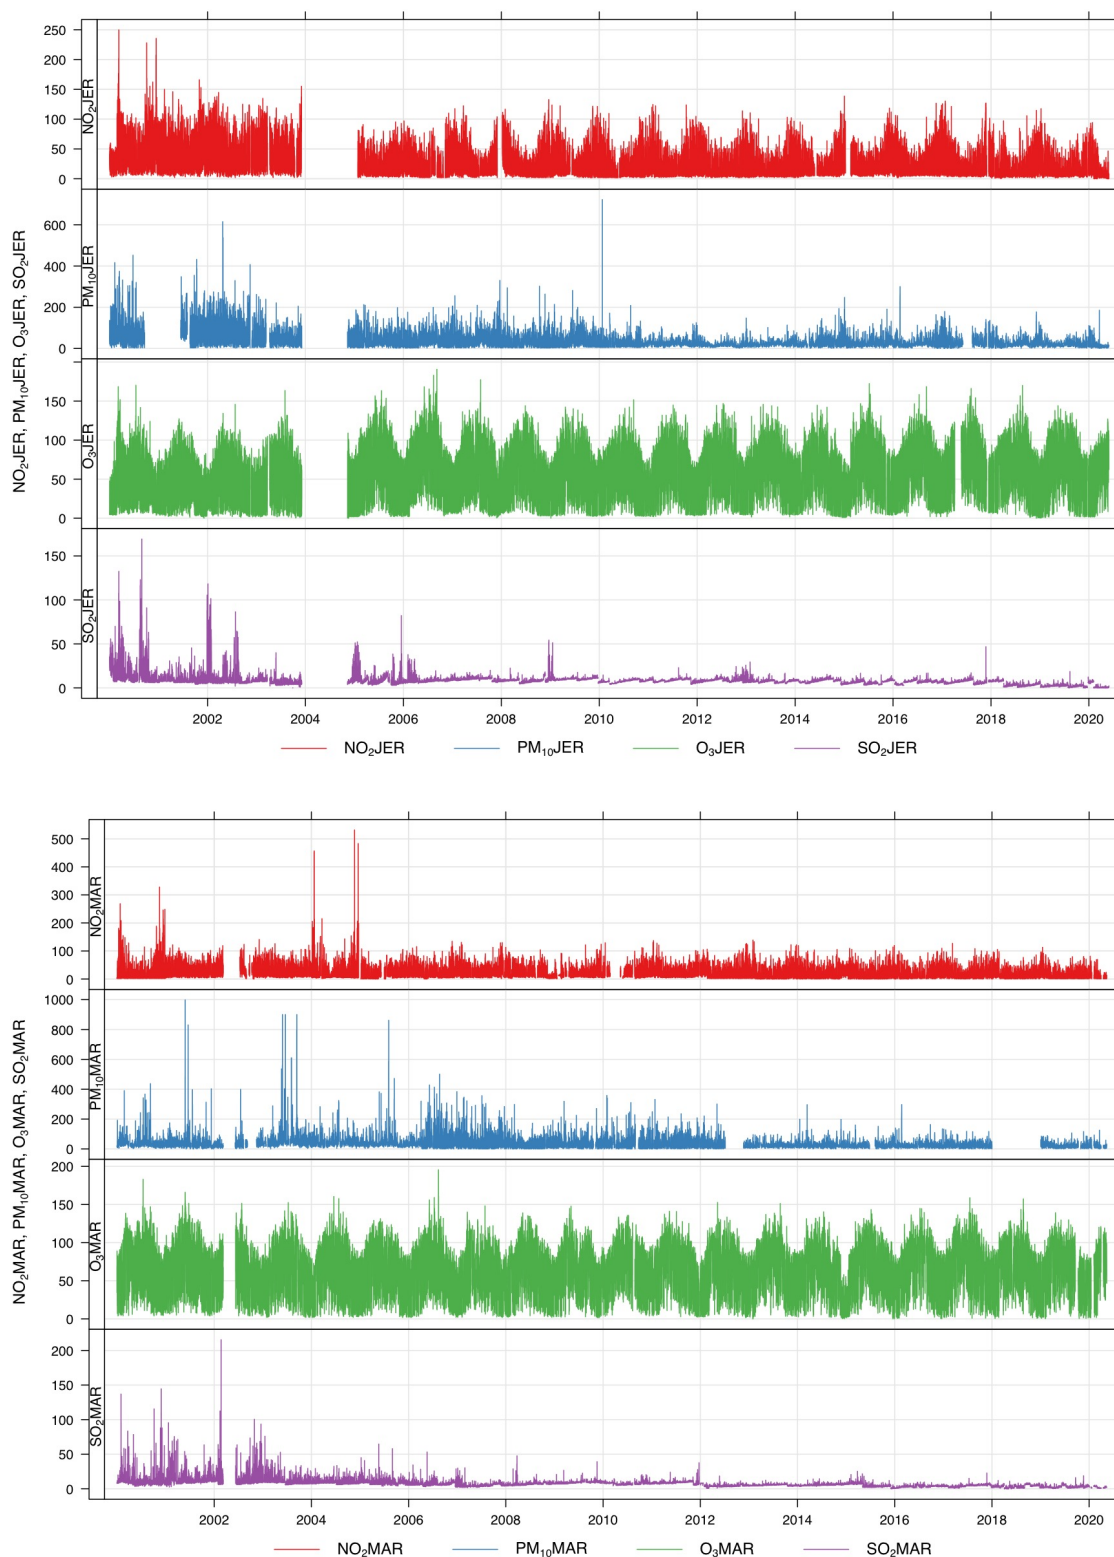 NO₂JER, PM₁₀JER, O₃JER, SO₂JER
NO₂JER
250
200
150
100
50
0
PM₁₀JER
600
400
200
0
O₃JER
150
100
50
0
SO₂JER
150
100
50
0
2002 2004 2006 2008 2010 2012 2014 2016 2018 2020
NO₂JER PM₁₀JER O₃JER SO₂JER
NO₂MAR, PM₁₀MAR, O₃MAR, SO₂MAR
NO₂MAR
500
400
300
200
100
0
PM₁₀MAR
1000
800
600
400
200
0
O₃MAR
200
150
100
50
0
SO₂MAR
200
150
100
50
0
2002 2004 2006 2008 2010 2012 2014 2016 2018 2020
NO₂MAR PM₁₀MAR O₃MAR SO₂MAR